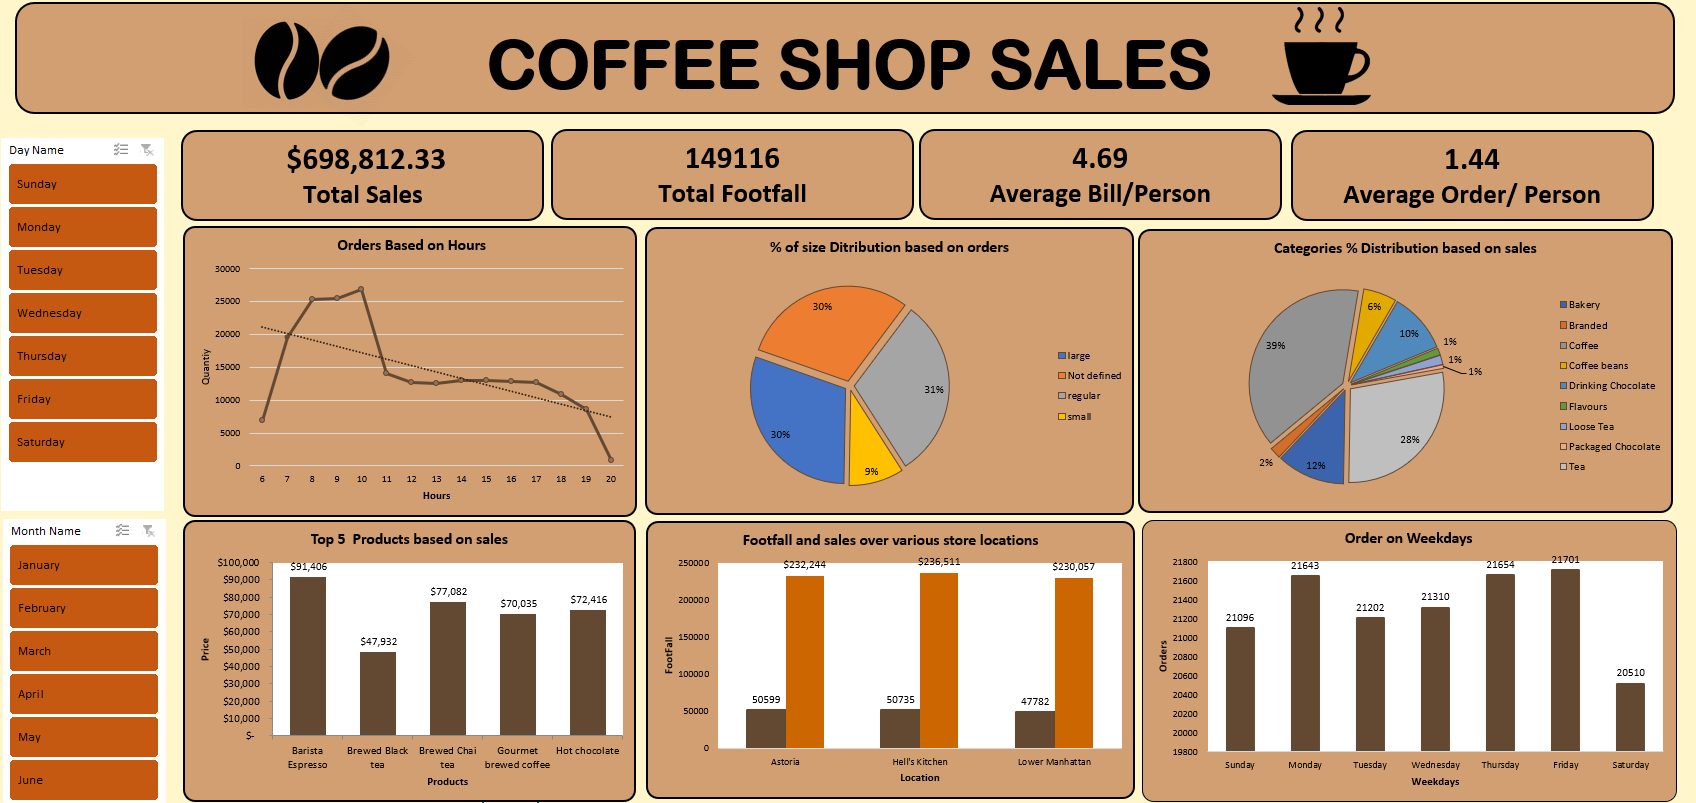 COFFEE SHOP SALES
Day Name
Sunday
Monday
Tuesday
Wednesday
Thursday
Friday
Saturday
Month Name
January
February
March
April
May
June
$698,812.33
Total Sales
149116
Total Footfall
4.69
Average Bill/Person
1.44
Average Order/ Person
Orders Based on Hours
Quantiy
30000
25000
20000
15000
10000
5000
0
6 7 8 9 10 11 12 13 14 15 16 17 18 19 20
Hours
% of size Ditribution based on orders
30%
31%
30%
9%
large
Not defined
regular
small
Categories % Distribution based on sales
6%
10%
1%
1%
1%
39%
28%
2%
12%
Bakery
Branded
Coffee
Coffee beans
Drinking Chocolate
Flavours
Loose Tea
Packaged Chocolate
Tea
Top 5  Products based on sales
Price
$100,000
$90,000
$80,000
$70,000
$60,000
$50,000
$40,000
$30,000
$20,000
$10,000
$-
$91,406
$47,932
$77,082
$70,035
$72,416
Barista Espresso
Brewed Black tea
Brewed Chai tea
Gourmet brewed coffee
Hot chocolate
Products
Footfall and sales over various store locations
FootFall
250000
200000
150000
100000
50000
0
$232,244
$236,511
$230,057
50599
50735
47782
Astoria
Hell's Kitchen
Lower Manhattan
Location
Order on Weekdays
Orders
21800
21600
21400
21200
21000
20800
20600
20400
20200
20000
19800
21096
21643
21202
21310
21654
21701
20510
Sunday
Monday
Tuesday
Wednesday
Thursday
Friday
Saturday
Weekdays